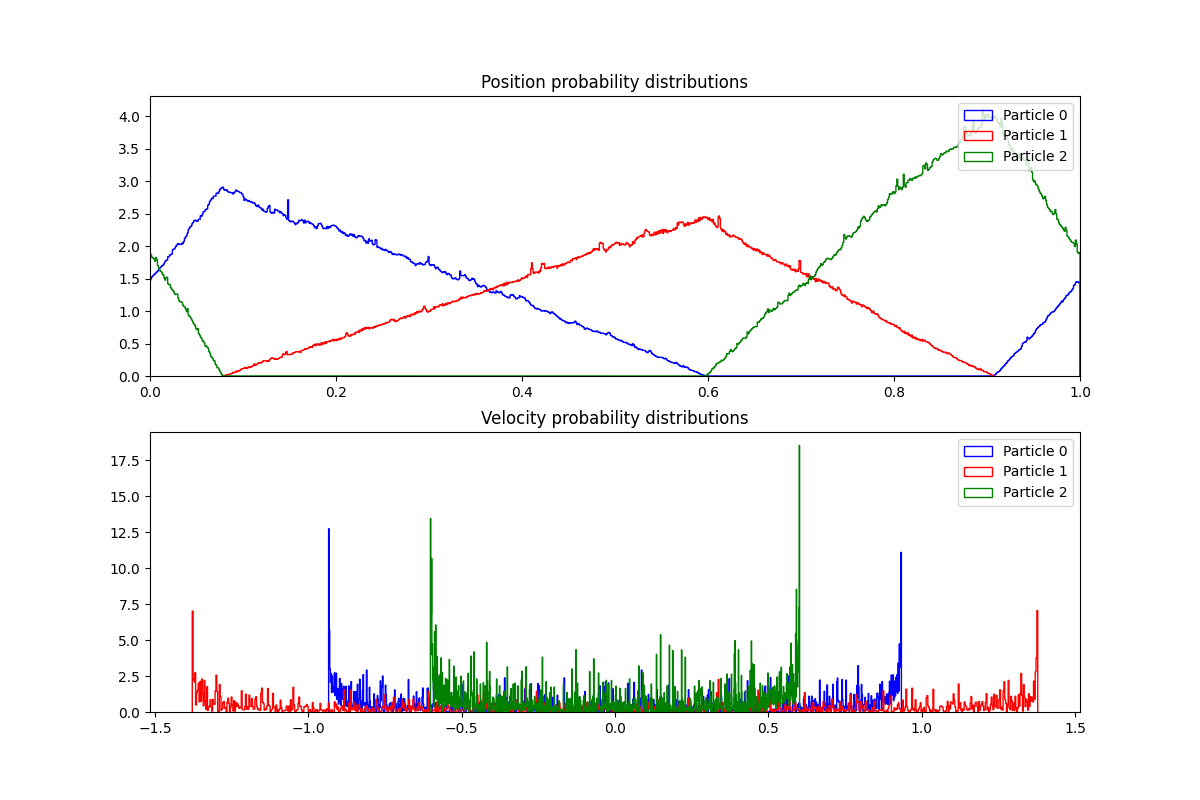 Position probability distributions
4.0
3.5
3.0
2.5
2.0
1.5
1.0
0.5
0.0
Particle 0
Particle 1
Particle 2
0.0 0.2 0.4 0.6 0.8 1.0
Velocity probability distributions
17.5
15.0
12.5
10.0
7.5
5.0
2.5
0.0
Particle 0
Particle 1
Particle 2
−1.5 −1.0 −0.5 0.0 0.5 1.0 1.5